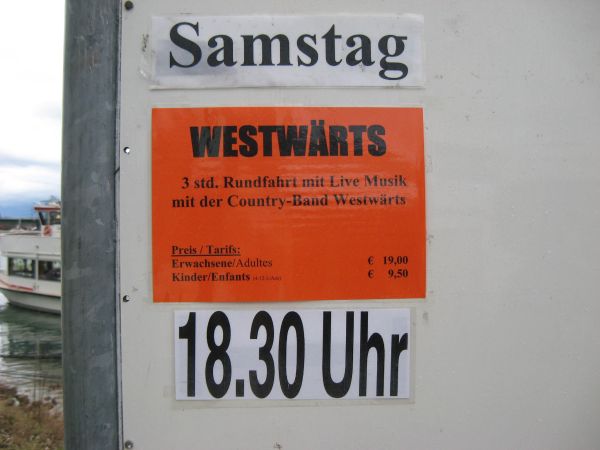 Samstag
WESTWÄRTS
3 std. Rundfahrt mit Live Musik
mit der Country-Band Westwärts
Preis / Tarifs:
Erwachsene/Adultes € 19,00
Kinder/Enfants € 9,50
18.30 Uhr